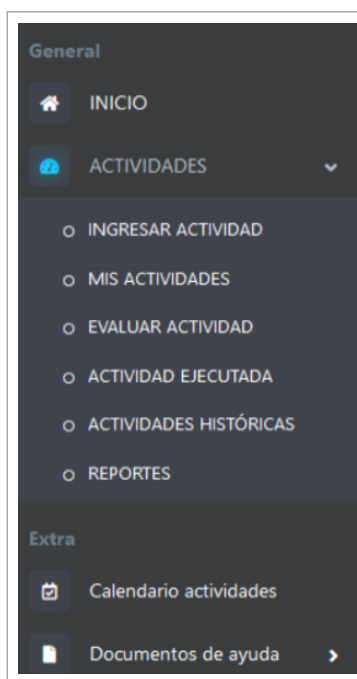 General
INICIO
ACTIVIDADES
INGRESAR ACTIVIDAD
MIS ACTIVIDADES
EVALUAR ACTIVIDAD
ACTIVIDAD EJECUTADA
ACTIVIDADES HISTÓRICAS
REPORTES
Extra
Calendario actividades
Documentos de ayuda